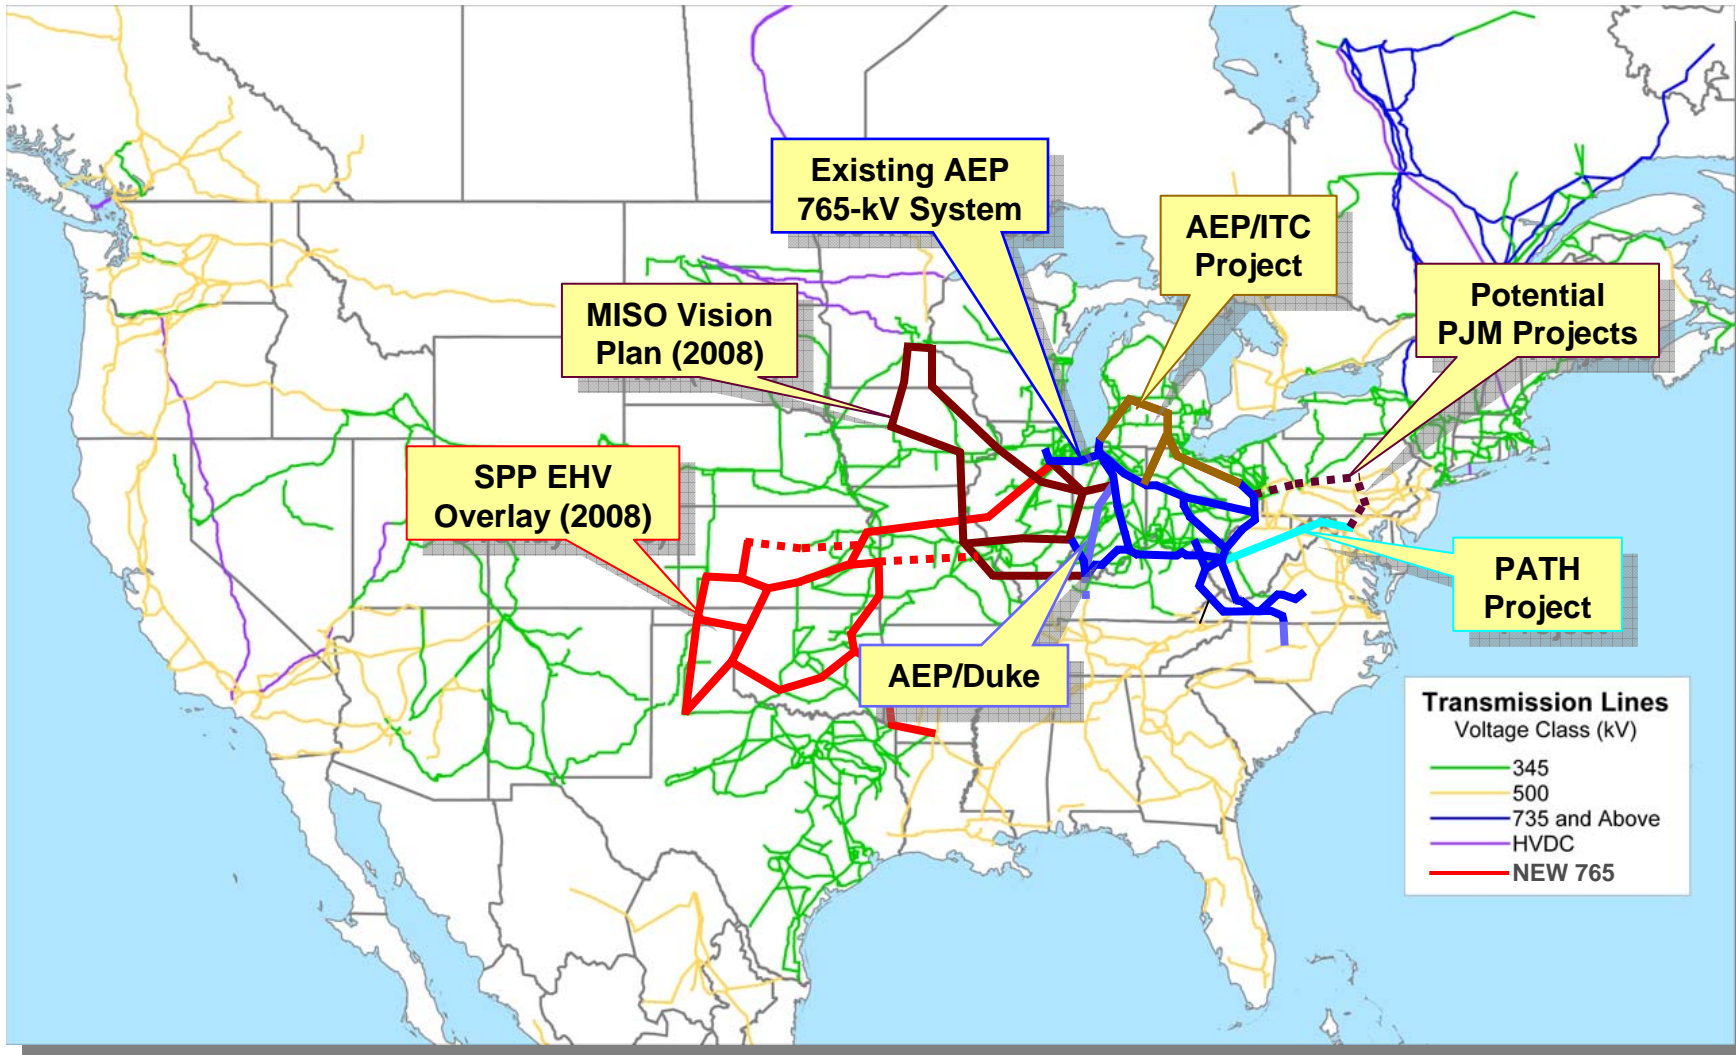 Existing AEP
765-kV System
AEP/ITC
Project
Potential
PJM Projects
MISO Vision
Plan (2008)
SPP EHV
Overlay (2008)
PATH
Project
AEP/Duke
Transmission Lines
Voltage Class (kV)
345
500
735 and Above
HVDC
NEW 765